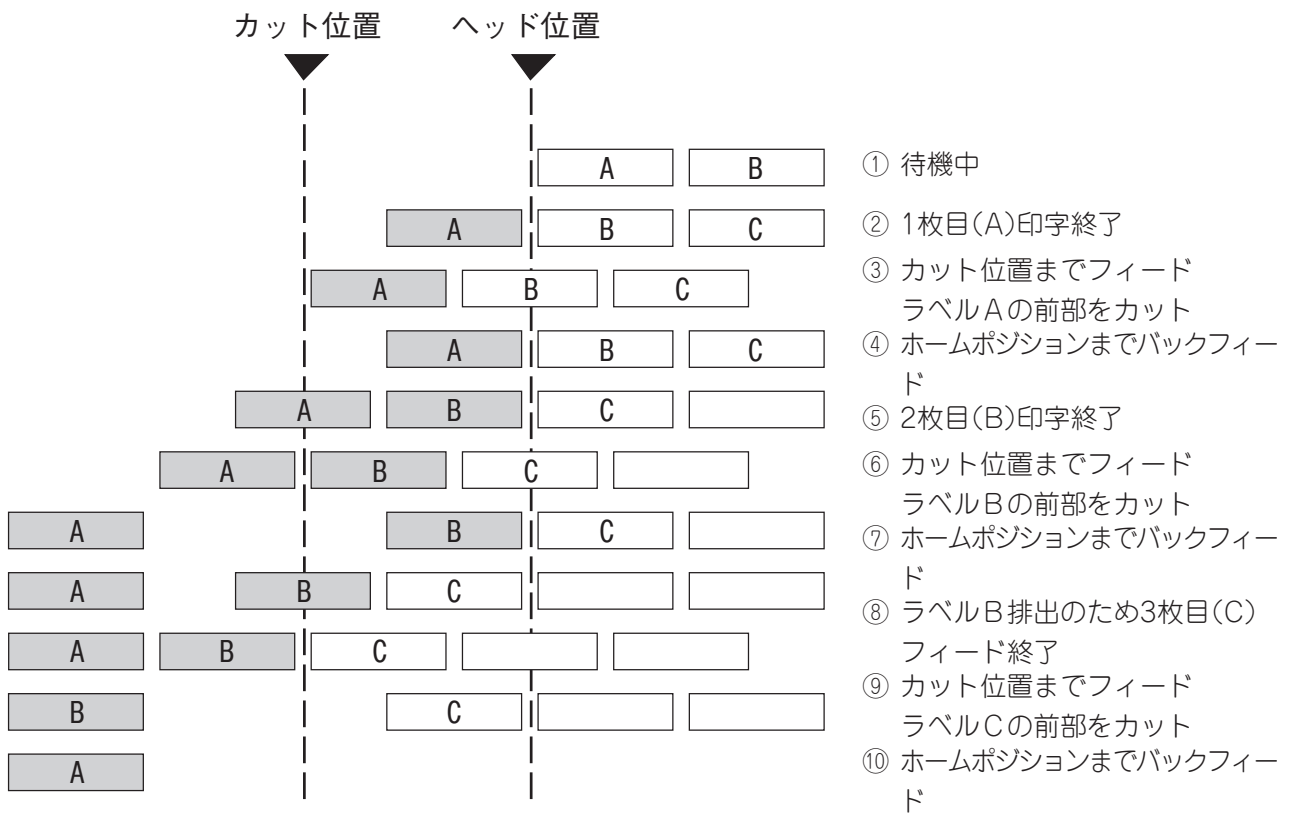 カット位置 ヘッド位置
A B
A B C
A B C
A B C
A B C
A B C
A B C
A B C
A B C
B C
A
① 待機中
② 1枚目(A)印字終了
③ カット位置までフィード
ラベルAの前部をカット
④ ホームポジションまでバックフィー
ド
⑤ 2枚目(B)印字終了
⑥ カット位置までフィード
ラベルBの前部をカット
⑦ ホームポジションまでバックフィー
ド
⑧ ラベルB排出のため3枚目(C)
フィード終了
⑨ カット位置までフィード
ラベルCの前部をカット
⑩ ホームポジションまでバックフィー
ド